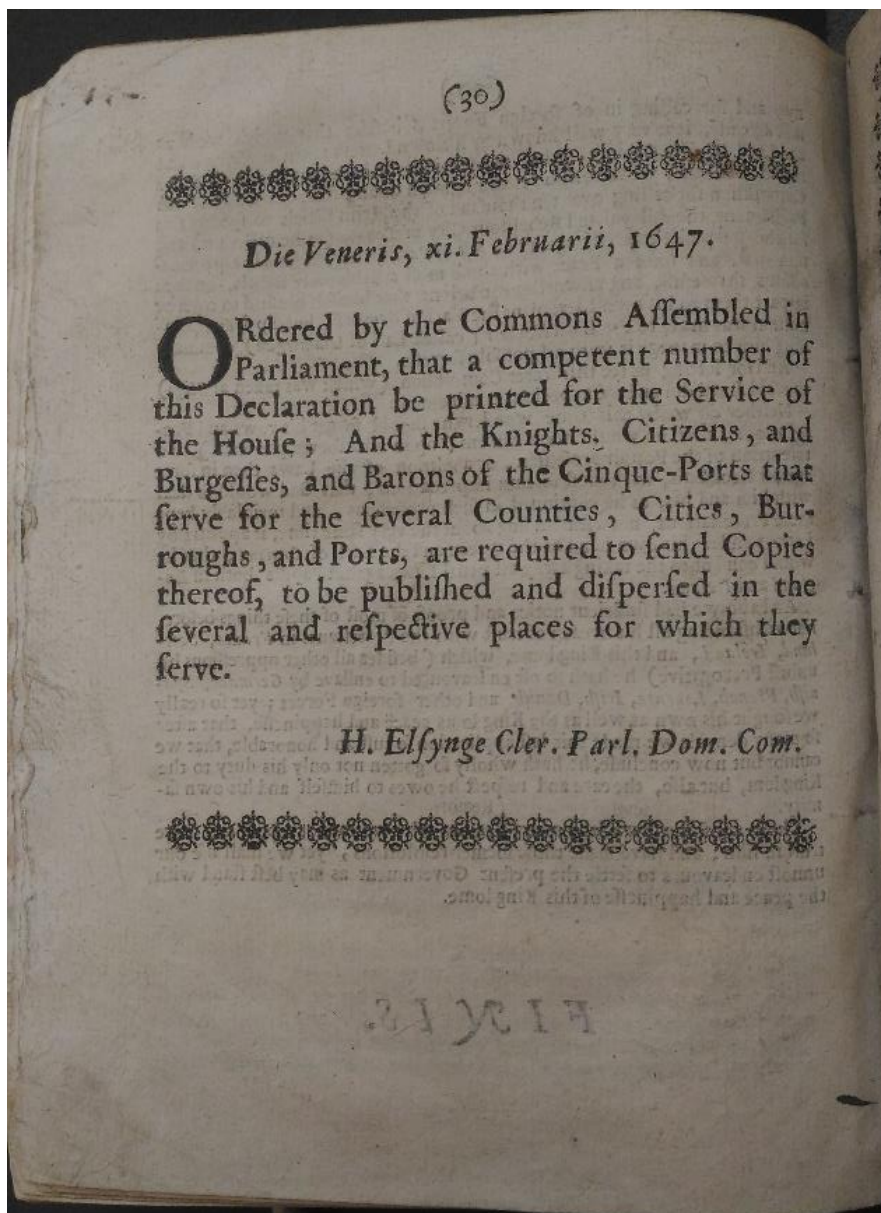 (30)
Die Veneris, xi. Februarii, 1647.
ORdered by the Commons Aſſembled in
Parliament, that a competent number of
this Declaration be printed for the Service of
the Houſe; And the Knights, Citizens, and
Burgeſſes, and Barons of the Cinque-Ports that
ſerve for the ſeveral Counties, Cities, Bur-
roughs, and Ports, are required to ſend Copies
thereof, to be publiſhed and diſperſed in the
ſeveral and reſpective places for which they
ſerve.
H. Elſynge Cler. Parl. Dom. Com.
FINIS.